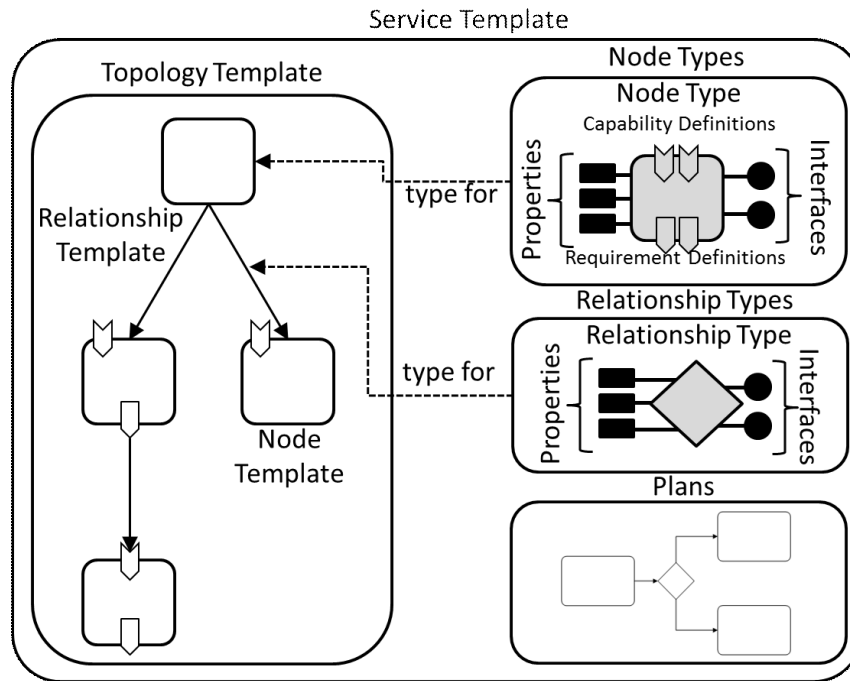 Service Template
Topology Template
Relationship
Template
Node
Template
type for
type for
Node Types
Node Type
Capability Definitions
Properties
Interfaces
Requirement Definitions
Relationship Types
Relationship Type
Properties
Interfaces
Plans